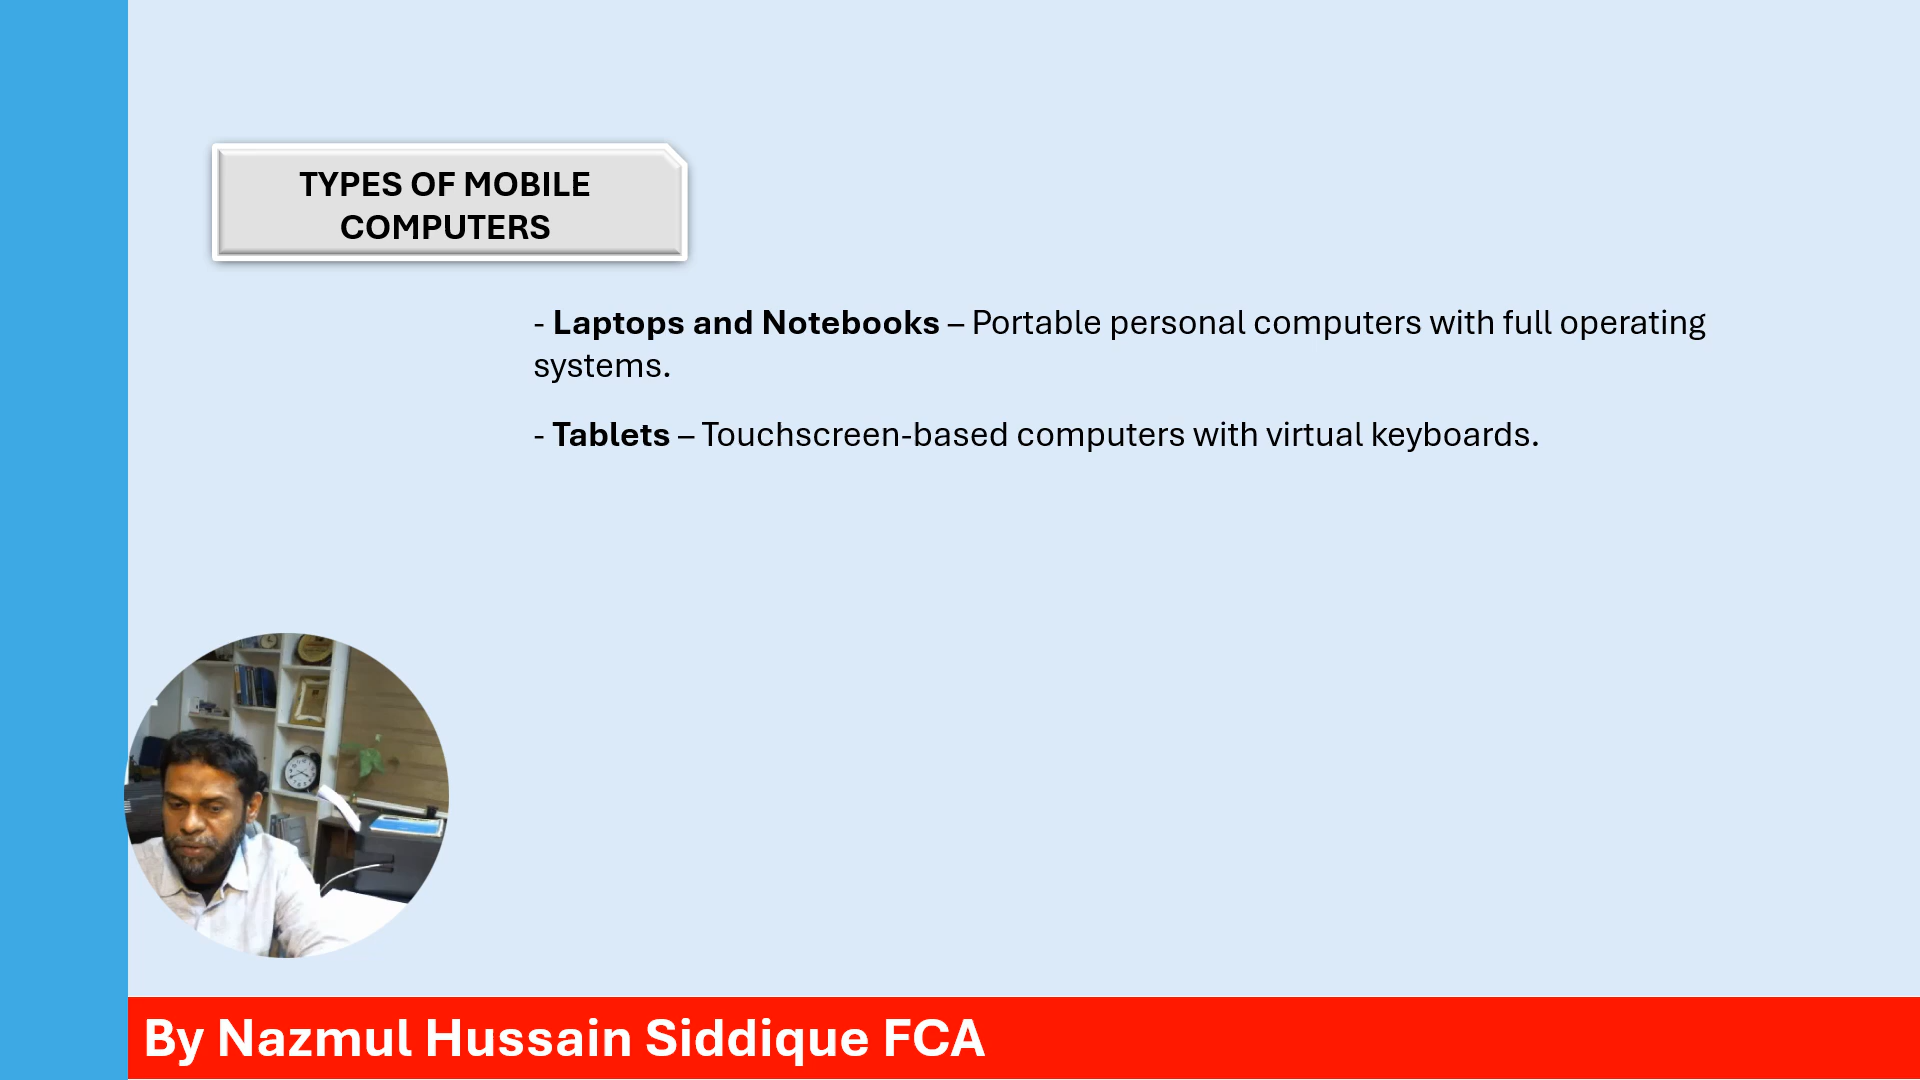 TYPES OF MOBILE
COMPUTERS
- Laptops and Notebooks – Portable personal computers with full operating
systems.
- Tablets – Touchscreen-based computers with virtual keyboards.
By Nazmul Hussain Siddique FCA